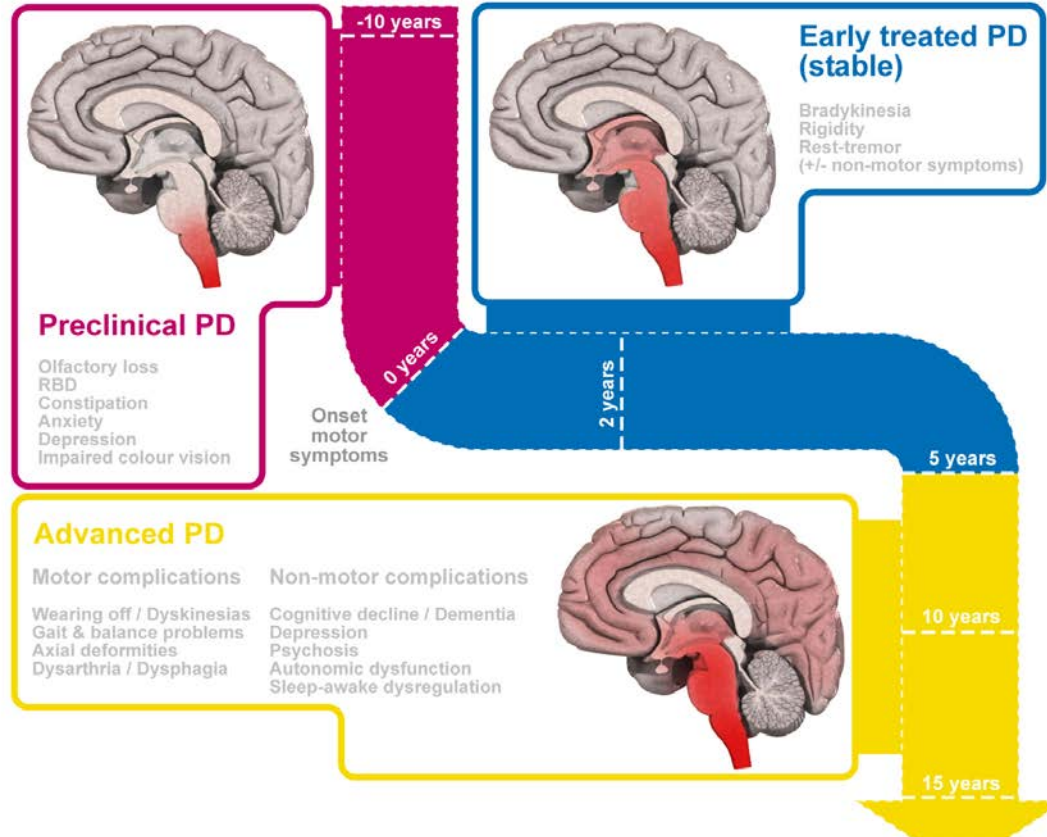 -10 years
Early treated PD
(stable)
Bradykinesia
Rigidity
Rest-tremor
(+/- non-motor symptoms)
Preclinical PD
Olfactory loss
RBD
Constipation
Anxiety
Depression
Impaired colour vision
0 years
Onset
motor
symptoms
2 years
5 years
Advanced PD
Motor complications
Wearing off / Dyskinesias
Gait & balance problems
Axial deformities
Dysarthria / Dysphagia
Non-motor complications
Cognitive decline / Dementia
Depression
Psychosis
Autonomic dysfunction
Sleep-awake dysregulation
10 years
15 years